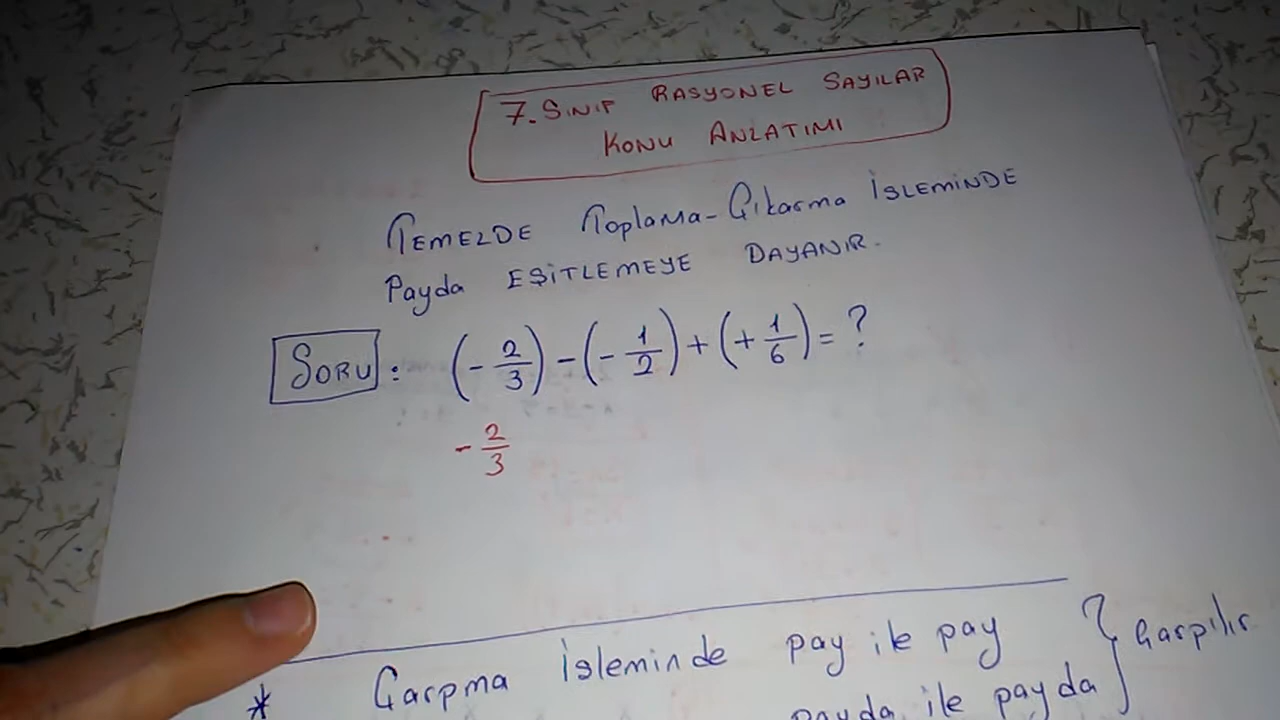 7. SINIF RASYONEL SAYILAR
KONU ANLATIMI
TEMELDE Toplama-Çıkarma İSLEMİNDE
Payda EŞİTLEMEYE DAYANIR.
SORU: (-2/3) - (-1/2) + (+1/6) = ?
-2/3
* Çarpma işleminde pay ile pay } Çarpılır
payda ile payda